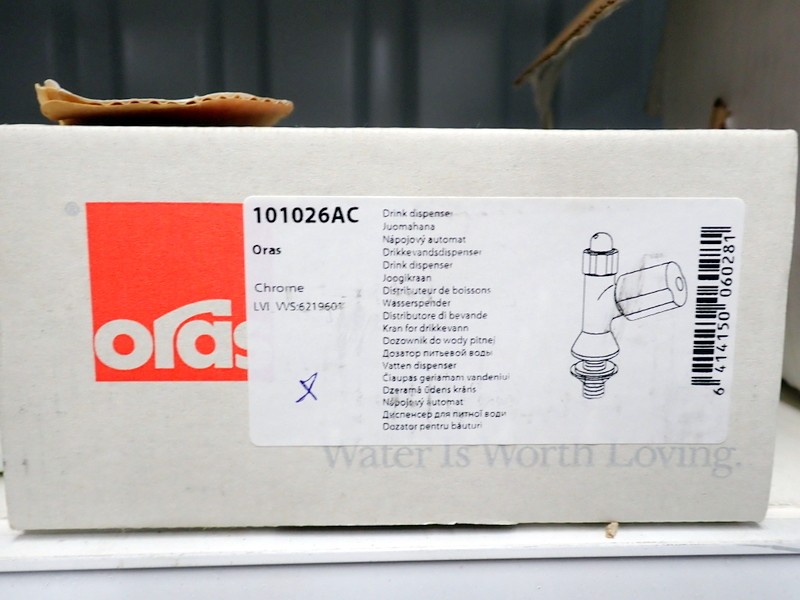 oras
101026AC
Oras
Chrome
LVI VVS:6219601
Drink dispenser
Juomahana
Nápojový automat
Drikkevandsdispenser
Drink dispenser
Joogikraan
Distributeur de boissons
Wasserspender
Distributore di bevande
Kran for drikkevann
Dozownik do wody pitnej
Дозатор питьевой воды
Vatten dispenser
Čiaupas geriamam vandeniui
Dzeramā ūdens krāns
Nápojový automat
Диспенсер для питної води
Dozator pentru băuturi
6 414150 060281
Water Is Worth Loving.